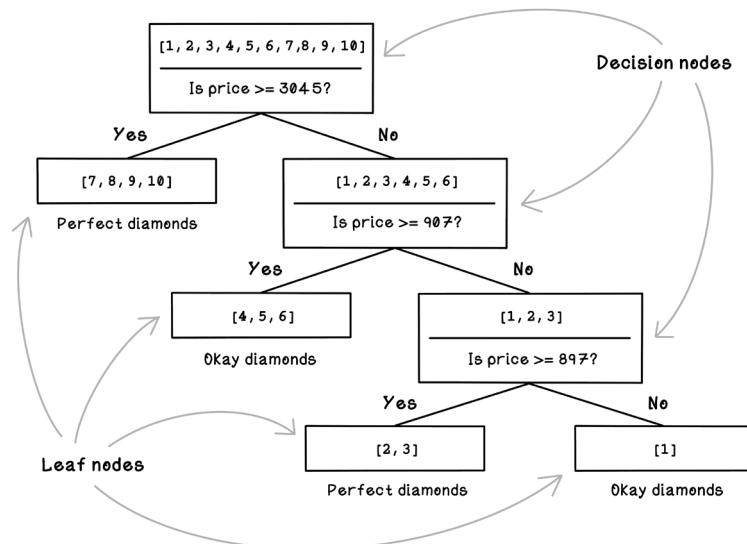 [1, 2, 3, 4, 5, 6, 7, 8, 9, 10]
Is price >= 3045?
Decision nodes
Yes
No
[7, 8, 9, 10]
Perfect diamonds
[1, 2, 3, 4, 5, 6]
Is price >= 907?
Yes
No
[4, 5, 6]
Okay diamonds
[1, 2, 3]
Is price >= 897?
Yes
No
Leaf nodes
[2, 3]
Perfect diamonds
[1]
Okay diamonds